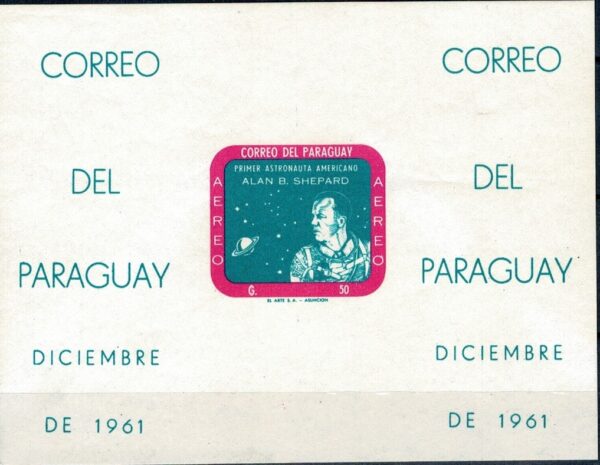 CORREO
DEL
PARAGUAY
DICIEMBRE
DE 1961
CORREO DEL PARAGUAY
PRIMER ASTRONAUTA AMERICANO
ALAN B. SHEPARD
AEREO
AEREO
G. 50
EL ARTE S.A. - ASUNCION
CORREO
DEL
PARAGUAY
DICIEMBRE
DE 1961